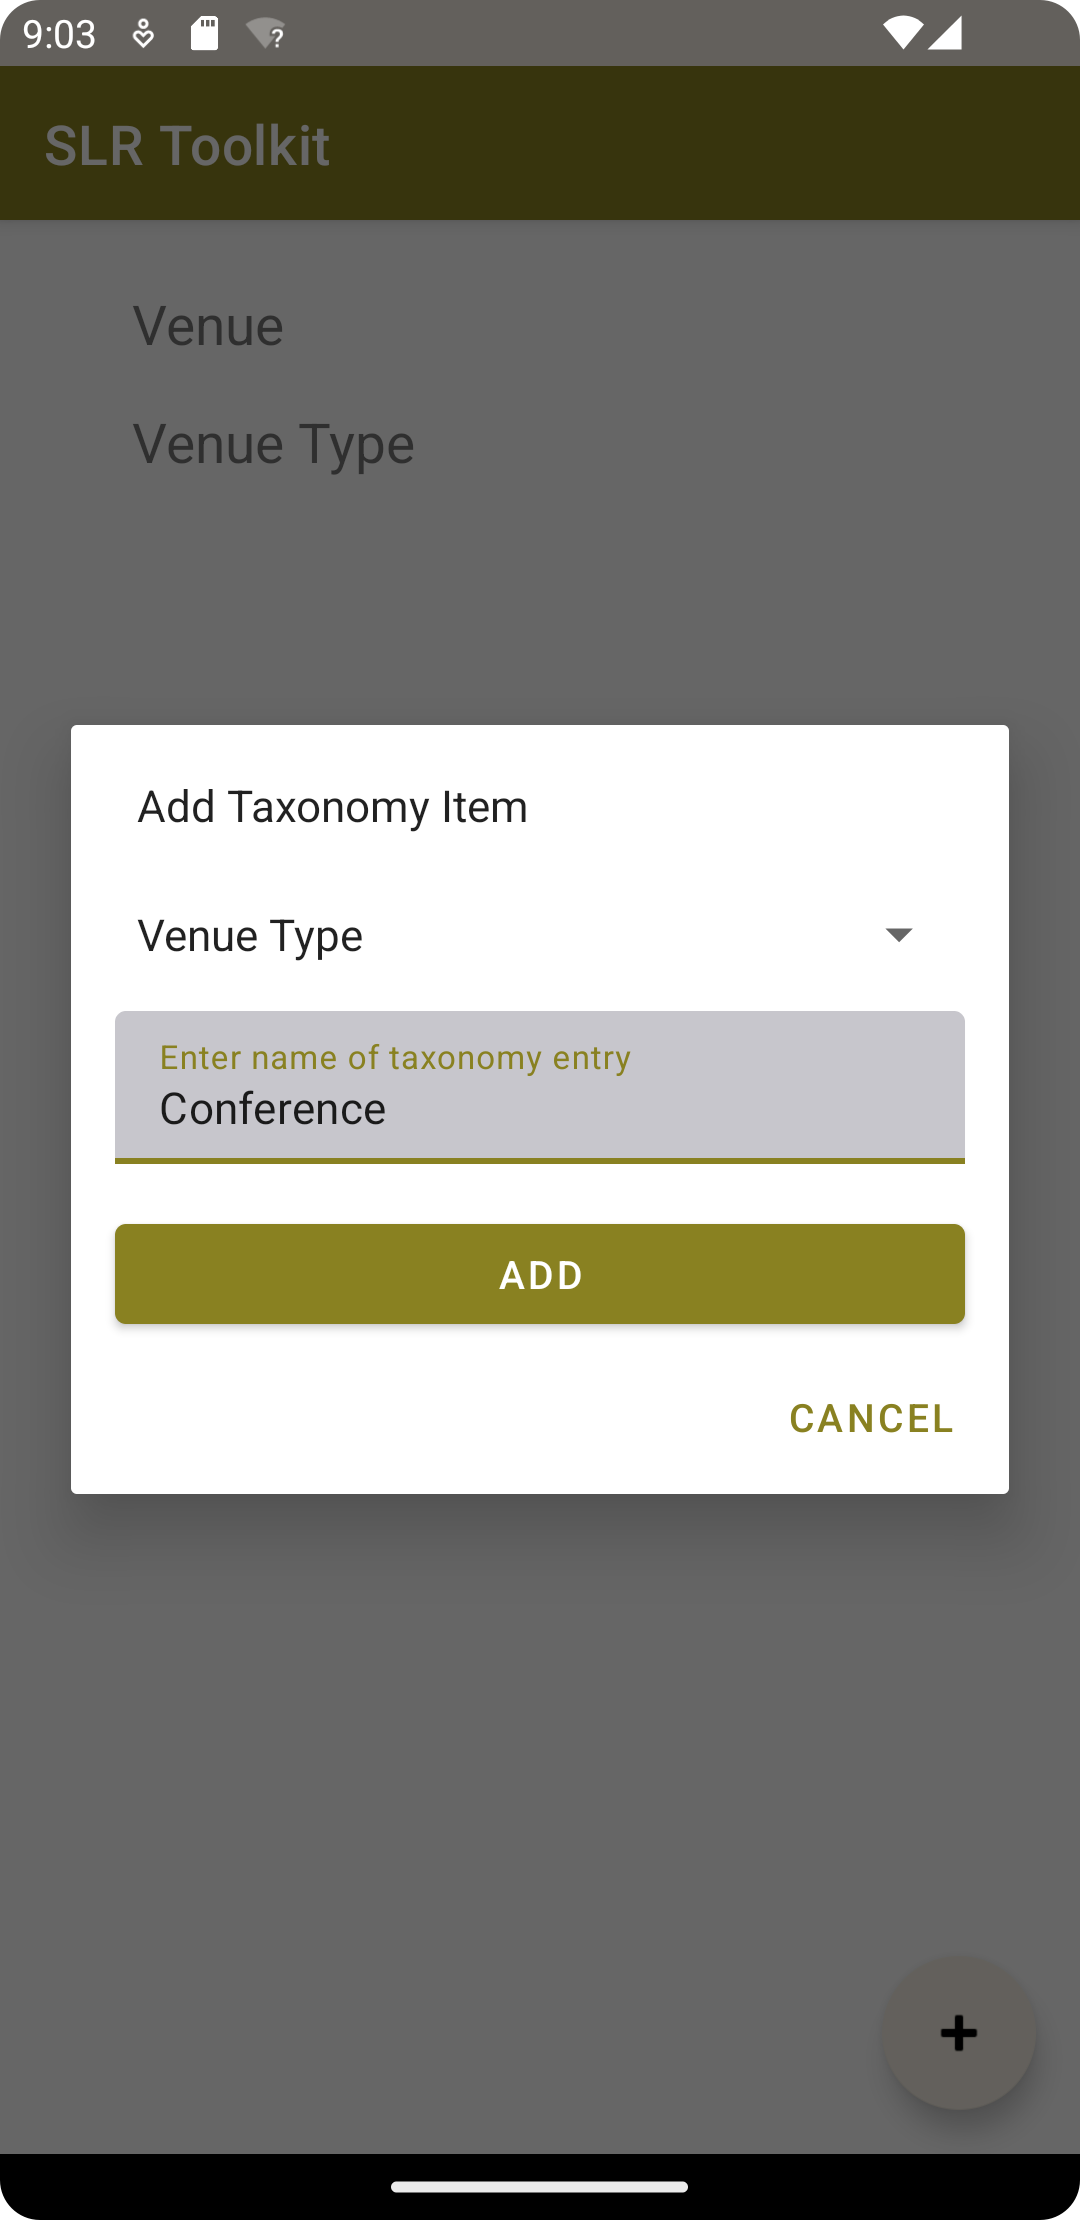 9:03
SLR Toolkit
Venue
Venue Type
Add Taxonomy Item
Venue Type
Enter name of taxonomy entry
Conference
ADD
CANCEL